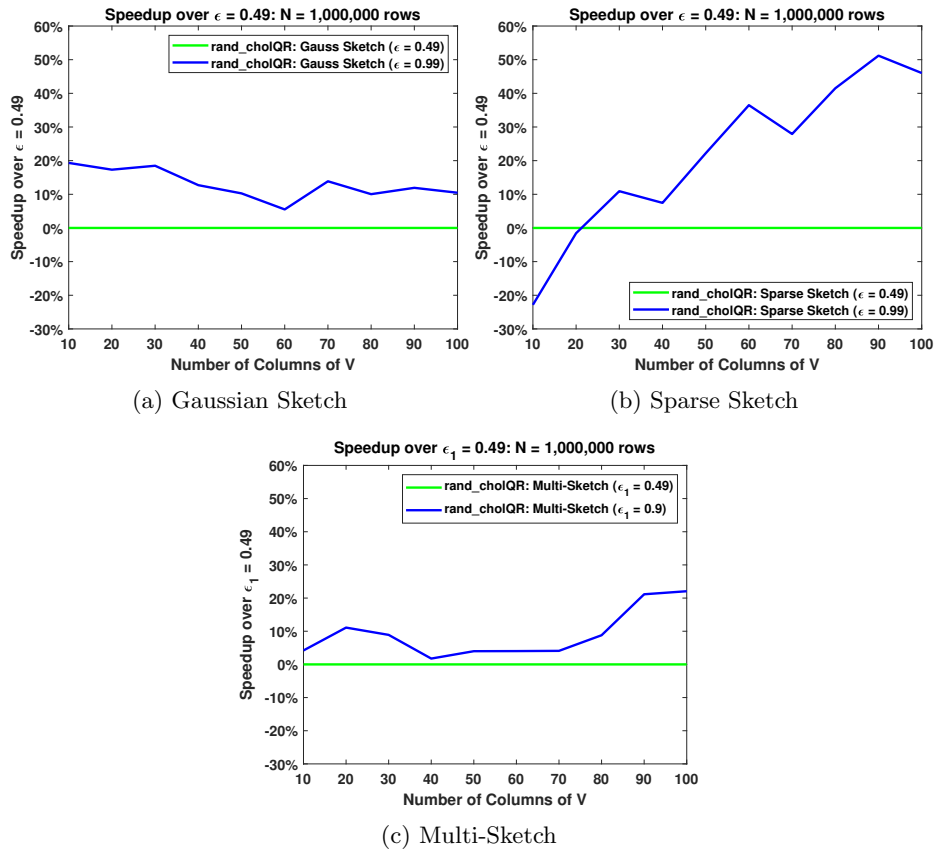 Speedup over ϵ = 0.49: N = 1,000,000 rows
60%
50%
40%
30%
20%
10%
0%
-10%
-20%
-30%
Speedup over ϵ = 0.49
rand_cholQR: Gauss Sketch (ϵ = 0.49)
rand_cholQR: Gauss Sketch (ϵ = 0.99)
10 20 30 40 50 60 70 80 90 100
Number of Columns of V
(a) Gaussian Sketch
Speedup over ϵ = 0.49: N = 1,000,000 rows
60%
50%
40%
30%
20%
10%
0%
-10%
-20%
-30%
Speedup over ϵ = 0.49
rand_cholQR: Sparse Sketch (ϵ = 0.49)
rand_cholQR: Sparse Sketch (ϵ = 0.99)
10 20 30 40 50 60 70 80 90 100
Number of Columns of V
(b) Sparse Sketch
Speedup over ϵ₁ = 0.49: N = 1,000,000 rows
60%
50%
40%
30%
20%
10%
0%
-10%
-20%
-30%
Speedup over ϵ₁ = 0.49
rand_cholQR: Multi-Sketch (ϵ₁ = 0.49)
rand_cholQR: Multi-Sketch (ϵ₁ = 0.9)
10 20 30 40 50 60 70 80 90 100
Number of Columns of V
(c) Multi-Sketch